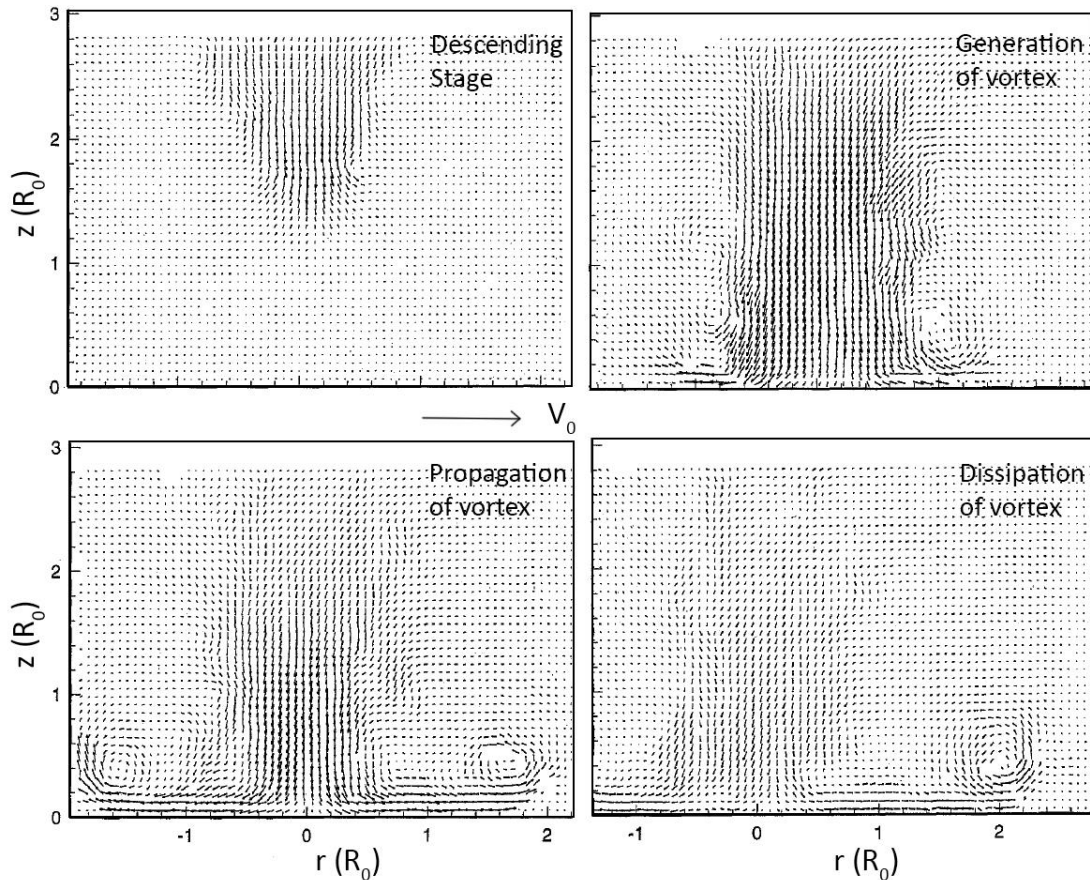 3
Descending
Stage
2
z (R₀)
1
0
Generation
of vortex
V₀
3
Propagation
of vortex
2
z (R₀)
1
0
-1
0
1
2
r (R₀)
Dissipation
of vortex
-1
0
1
2
r (R₀)